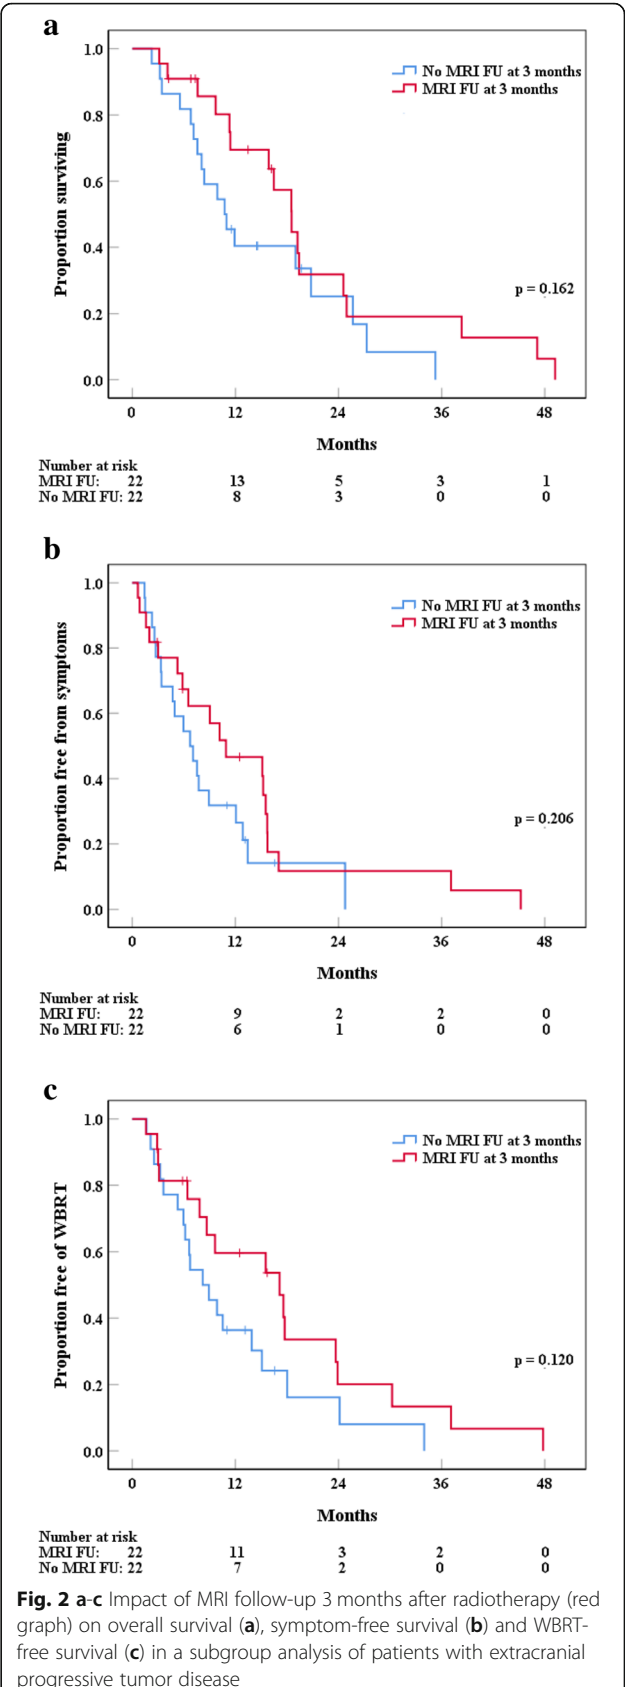 a
1.0
No MRI FU at 3 months
MRI FU at 3 months
0.8
0.6
0.4
0.2
0.0
Proportion surviving
p = 0.162
0 12 24 36 48
Months
Number at risk
MRI FU: 22 13 5 3 1
No MRI FU: 22 8 3 0 0
b
1.0
No MRI FU at 3 months
MRI FU at 3 months
0.8
0.6
0.4
0.2
0.0
Proportion free from symptoms
p = 0.206
0 12 24 36 48
Months
Number at risk
MRI FU: 22 9 2 2 0
No MRI FU: 22 6 1 0 0
c
1.0
No MRI FU at 3 months
MRI FU at 3 months
0.8
0.6
0.4
0.2
0.0
Proportion free of WBRT
p = 0.120
0 12 24 36 48
Months
Number at risk
MRI FU: 22 11 3 2 0
No MRI FU: 22 7 2 0 0
Fig. 2 a-c Impact of MRI follow-up 3 months after radiotherapy (red
graph) on overall survival (a), symptom-free survival (b) and WBRT-
free survival (c) in a subgroup analysis of patients with extracranial
progressive tumor disease